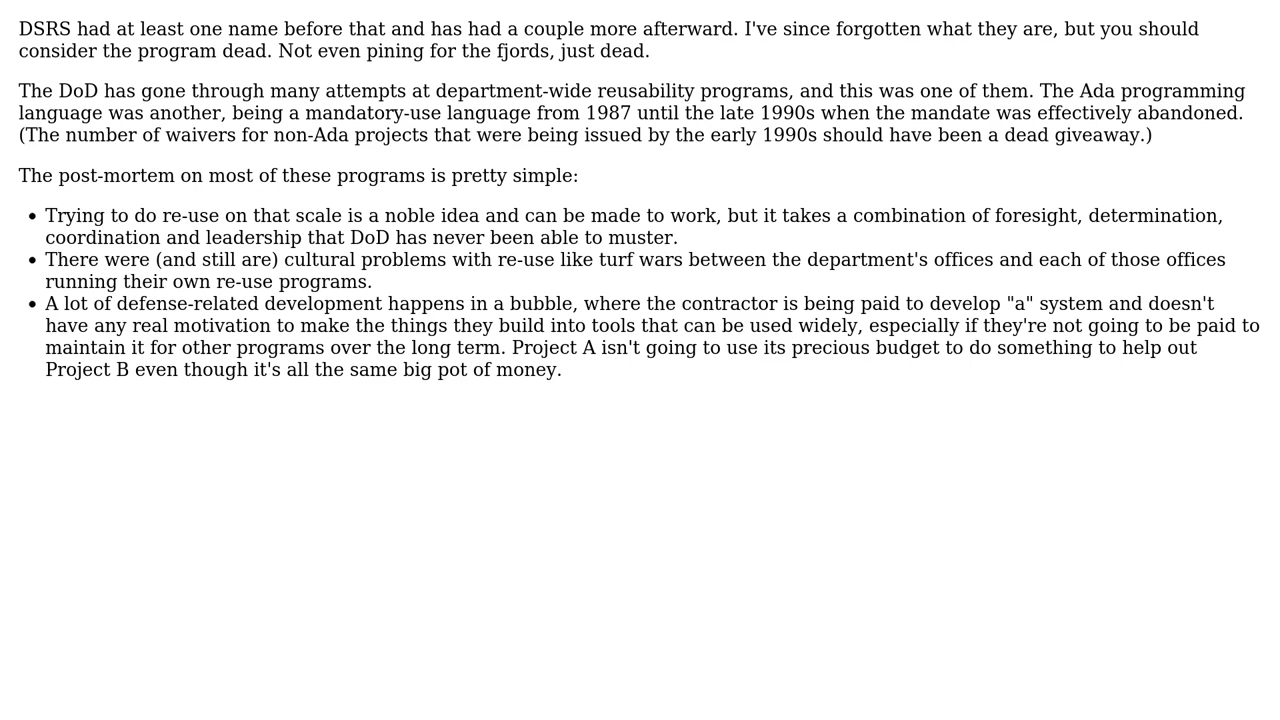 DSRS had at least one name before that and has had a couple more afterward. I've since forgotten what they are, but you should
consider the program dead. Not even pining for the fjords, just dead.
The DoD has gone through many attempts at department-wide reusability programs, and this was one of them. The Ada programming
language was another, being a mandatory-use language from 1987 until the late 1990s when the mandate was effectively abandoned.
(The number of waivers for non-Ada projects that were being issued by the early 1990s should have been a dead giveaway.)
The post-mortem on most of these programs is pretty simple:
• Trying to do re-use on that scale is a noble idea and can be made to work, but it takes a combination of foresight, determination,
coordination and leadership that DoD has never been able to muster.
• There were (and still are) cultural problems with re-use like turf wars between the department's offices and each of those offices
running their own re-use programs.
• A lot of defense-related development happens in a bubble, where the contractor is being paid to develop "a" system and doesn't
have any real motivation to make the things they build into tools that can be used widely, especially if they're not going to be paid to
maintain it for other programs over the long term. Project A isn't going to use its precious budget to do something to help out
Project B even though it's all the same big pot of money.